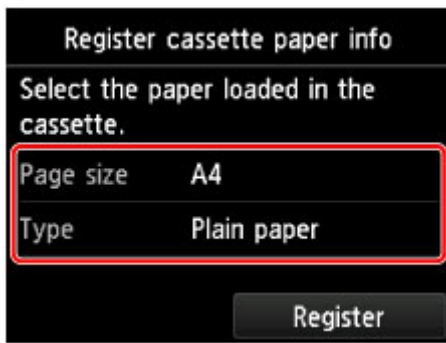 Register cassette paper info
Select the paper loaded in the
cassette.
Page size A4
Type Plain paper
Register